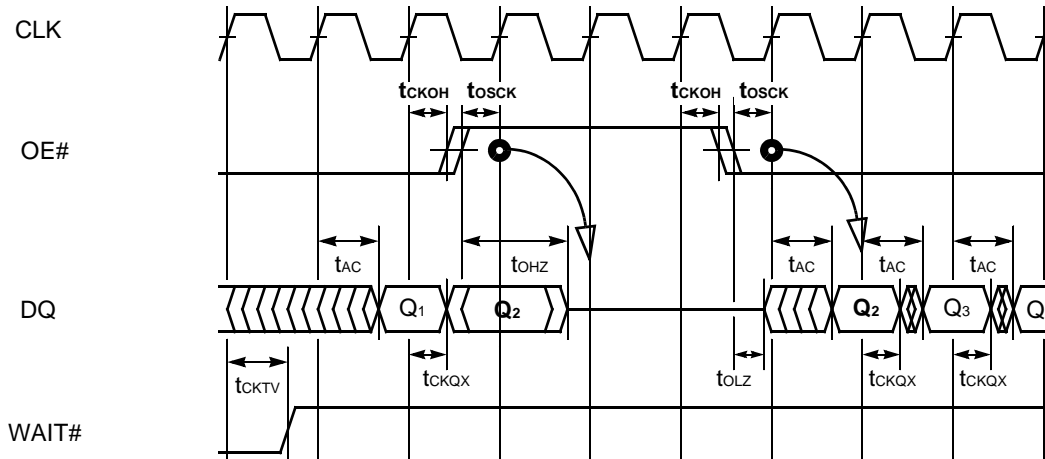 CLK
tCKOH tOSCK tCKOH tOSCK
OE#
tAC tOHZ tAC tAC tAC
DQ Q1 Q2 Q2 Q3 Q
tCKTV tCKQX tOLZ tCKQX tCKQX
WAIT#